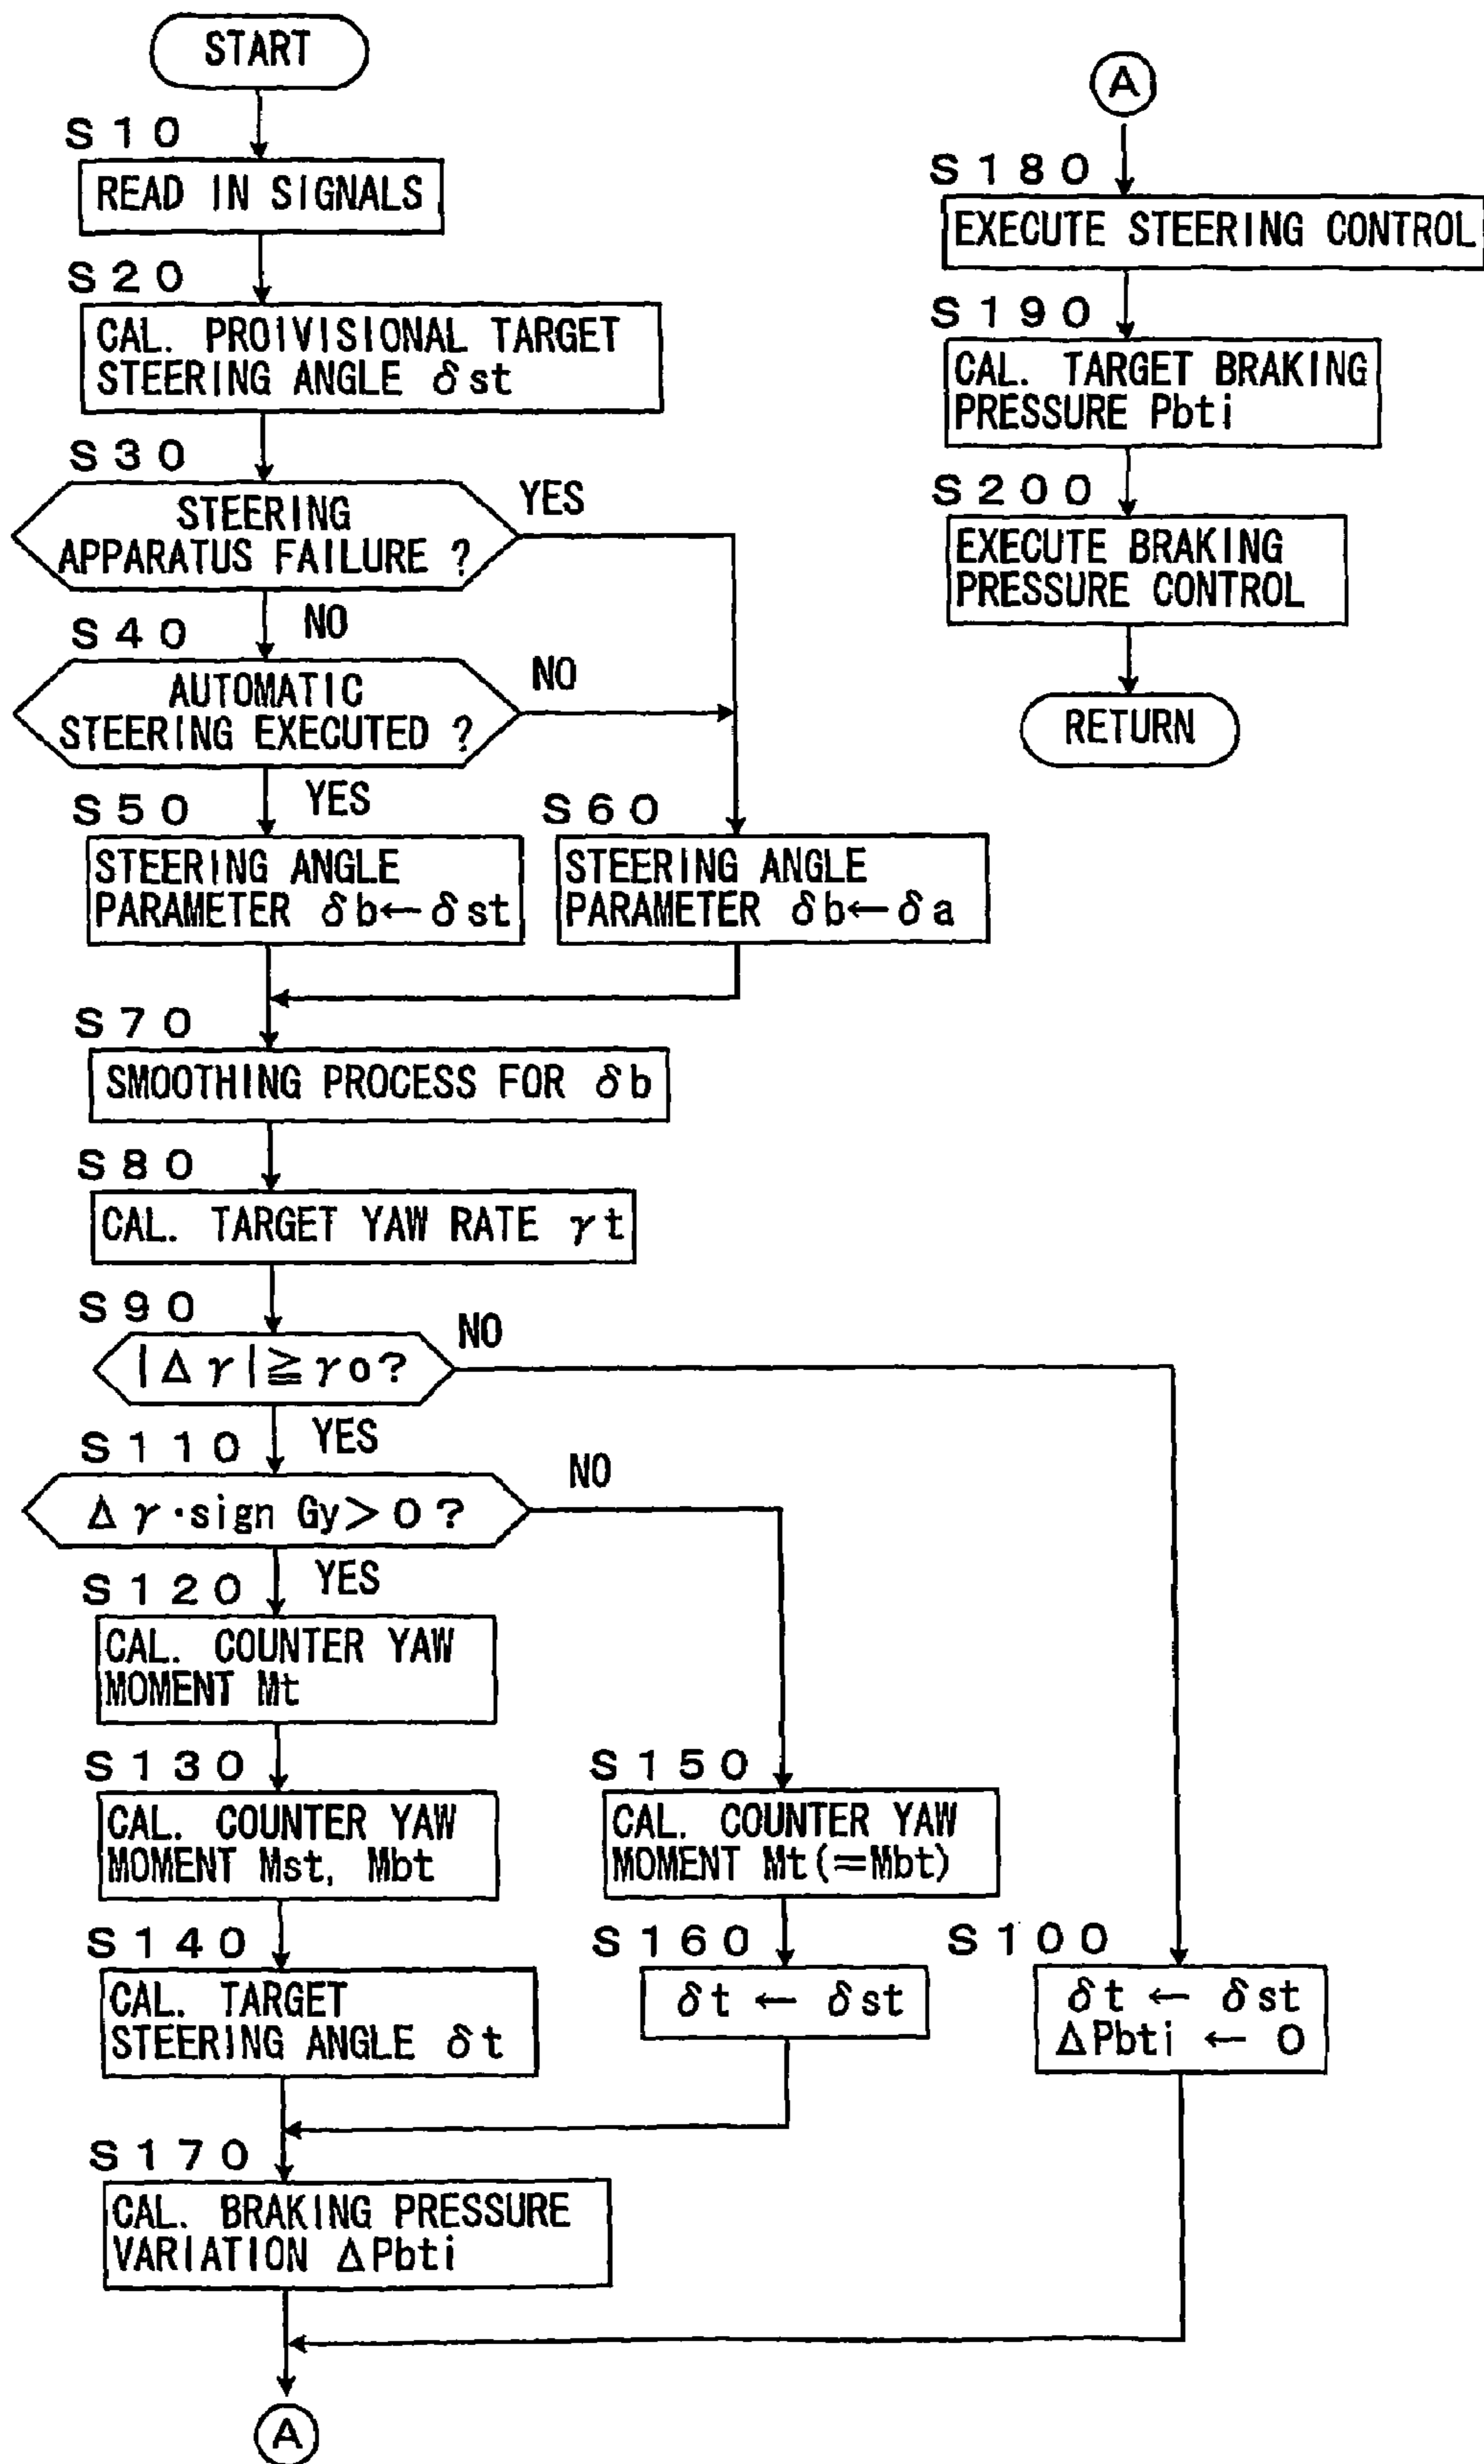 START
S10
READ IN SIGNALS
S20
CAL. PROIVISIONAL TARGET
STEERING ANGLE δst
S30
STEERING
APPARATUS FAILURE ?
YES
NO
S40
AUTOMATIC
STEERING EXECUTED ?
NO
YES
S50
STEERING ANGLE
PARAMETER δb←δst
S60
STEERING ANGLE
PARAMETER δb←δa
S70
SMOOTHING PROCESS FOR δb
S80
CAL. TARGET YAW RATE γt
S90
|Δγ|≧γo?
NO
YES
S110
Δγ·sign Gy>0?
NO
YES
S120
CAL. COUNTER YAW
MOMENT Mt
S130
CAL. COUNTER YAW
MOMENT Mst, Mbt
S140
CAL. TARGET
STEERING ANGLE δt
S150
CAL. COUNTER YAW
MOMENT Mt(=Mbt)
S160
δt ← δst
S100
δt ← δst
ΔPbti ← 0
S170
CAL. BRAKING PRESSURE
VARIATION ΔPbti
A
A
S180
EXECUTE STEERING CONTROL
S190
CAL. TARGET BRAKING
PRESSURE Pbti
S200
EXECUTE BRAKING
PRESSURE CONTROL
RETURN